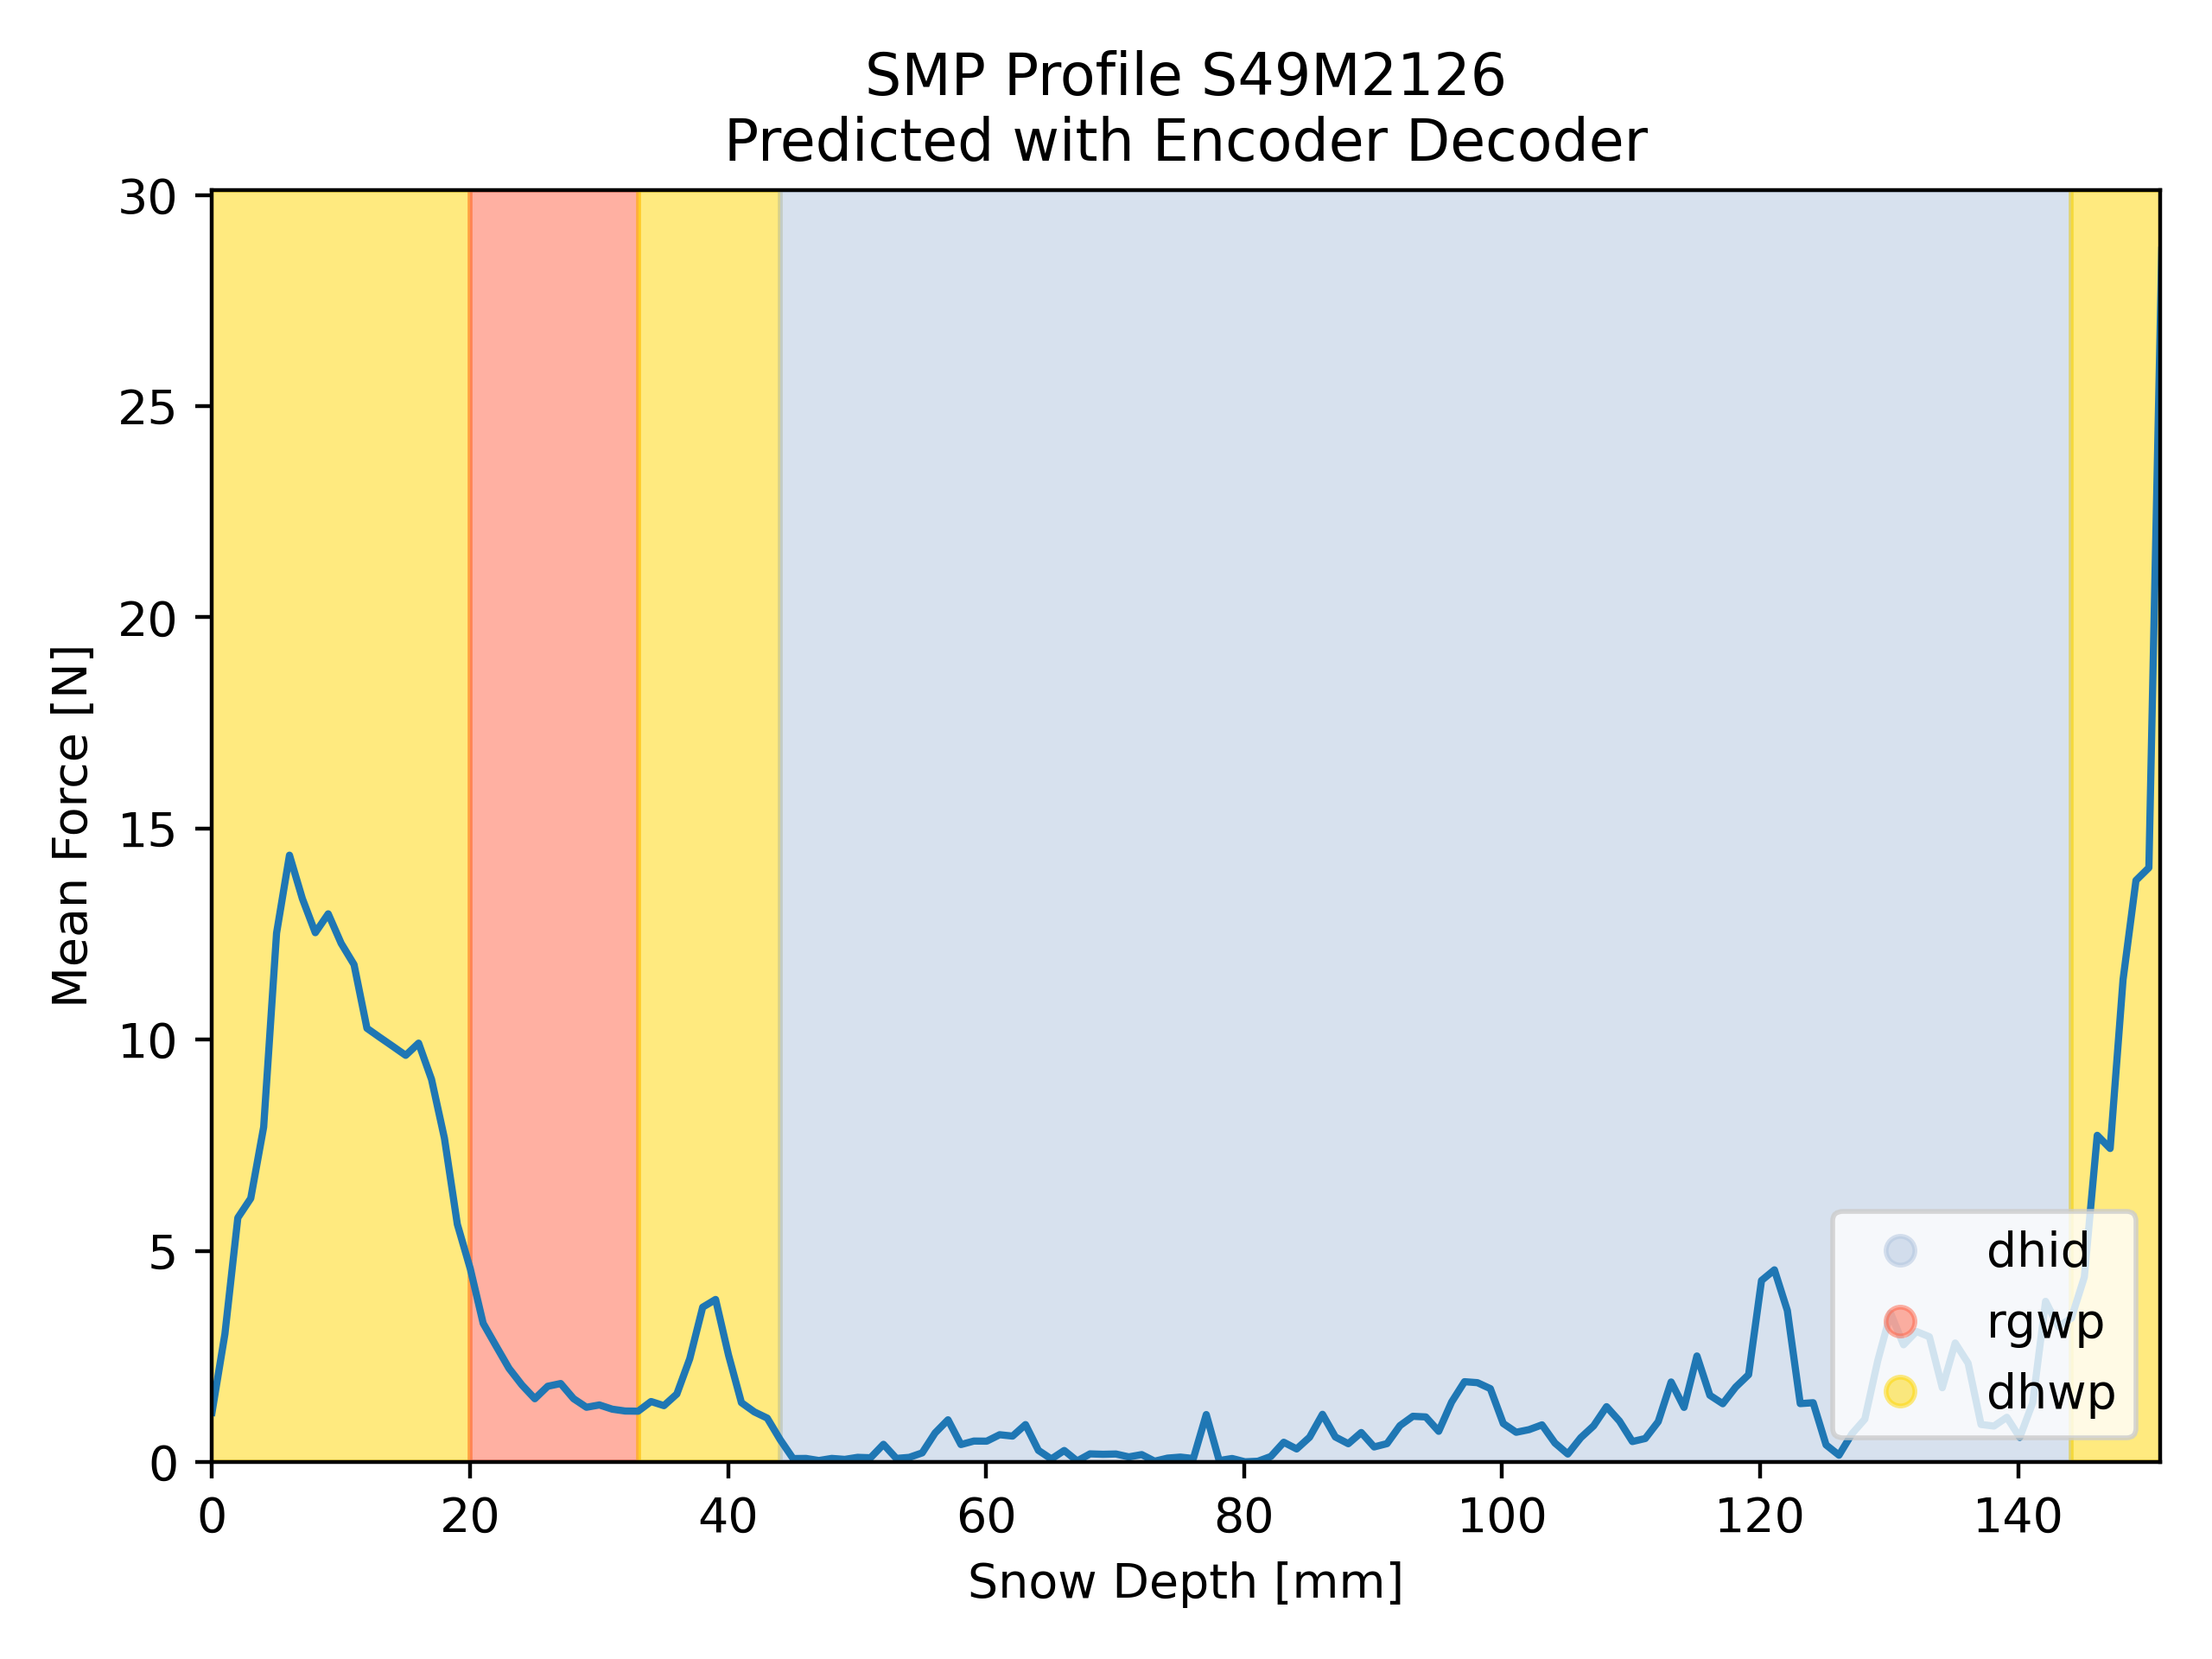 SMP Profile S49M2126
Predicted with Encoder Decoder
30
25
20
15
10
5
0
Mean Force [N]
dhid
rgwp
dhwp
0 20 40 60 80 100 120 140
Snow Depth [mm]